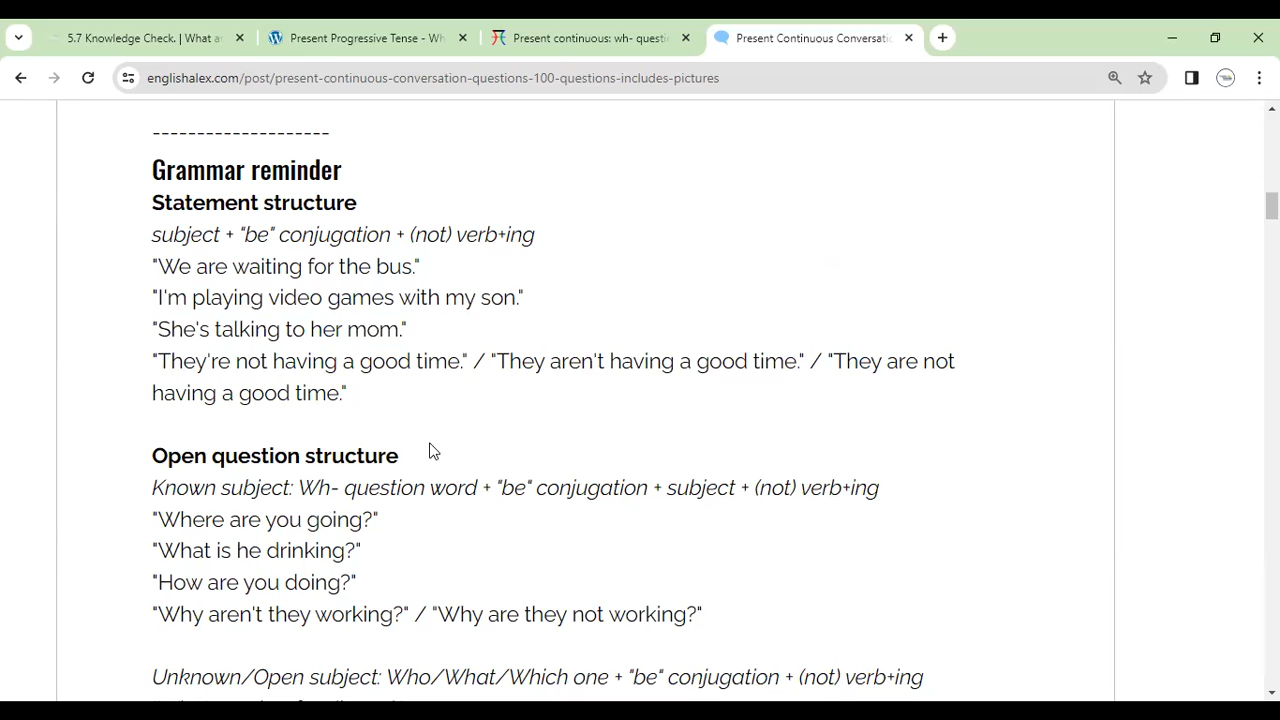 5.7 Knowledge Check. | What a
Present Progressive Tense - Wh
Present continuous: wh- questi
Present Continuous Conversatio
englishalex.com/post/present-continuous-conversation-questions-100-questions-includes-pictures
--------------------
Grammar reminder
Statement structure
subject + "be" conjugation + (not) verb+ing
"We are waiting for the bus."
"I'm playing video games with my son."
"She's talking to her mom."
"They're not having a good time." / "They aren't having a good time." / "They are not
having a good time."
Open question structure
Known subject: Wh- question word + "be" conjugation + subject + (not) verb+ing
"Where are you going?"
"What is he drinking?"
"How are you doing?"
"Why aren't they working?" / "Why are they not working?"
Unknown/Open subject: Who/What/Which one + "be" conjugation + (not) verb+ing